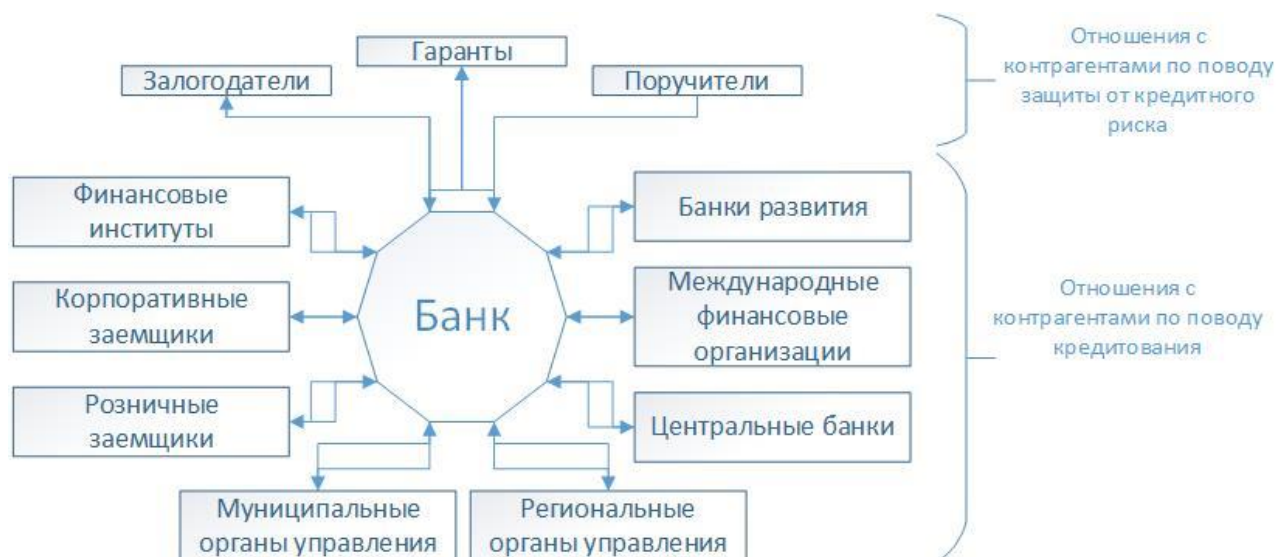 Гаранты
Залогодатели
Поручители
Отношения с
контрагентами по поводу
защиты от кредитного
риска
Финансовые
институты
Банки развития
Корпоративные
заемщики
Банк
Международные
финансовые
организации
Отношения с
контрагентами по поводу
кредитования
Розничные
заемщики
Центральные банки
Муниципальные
органы управления
Региональные
органы управления